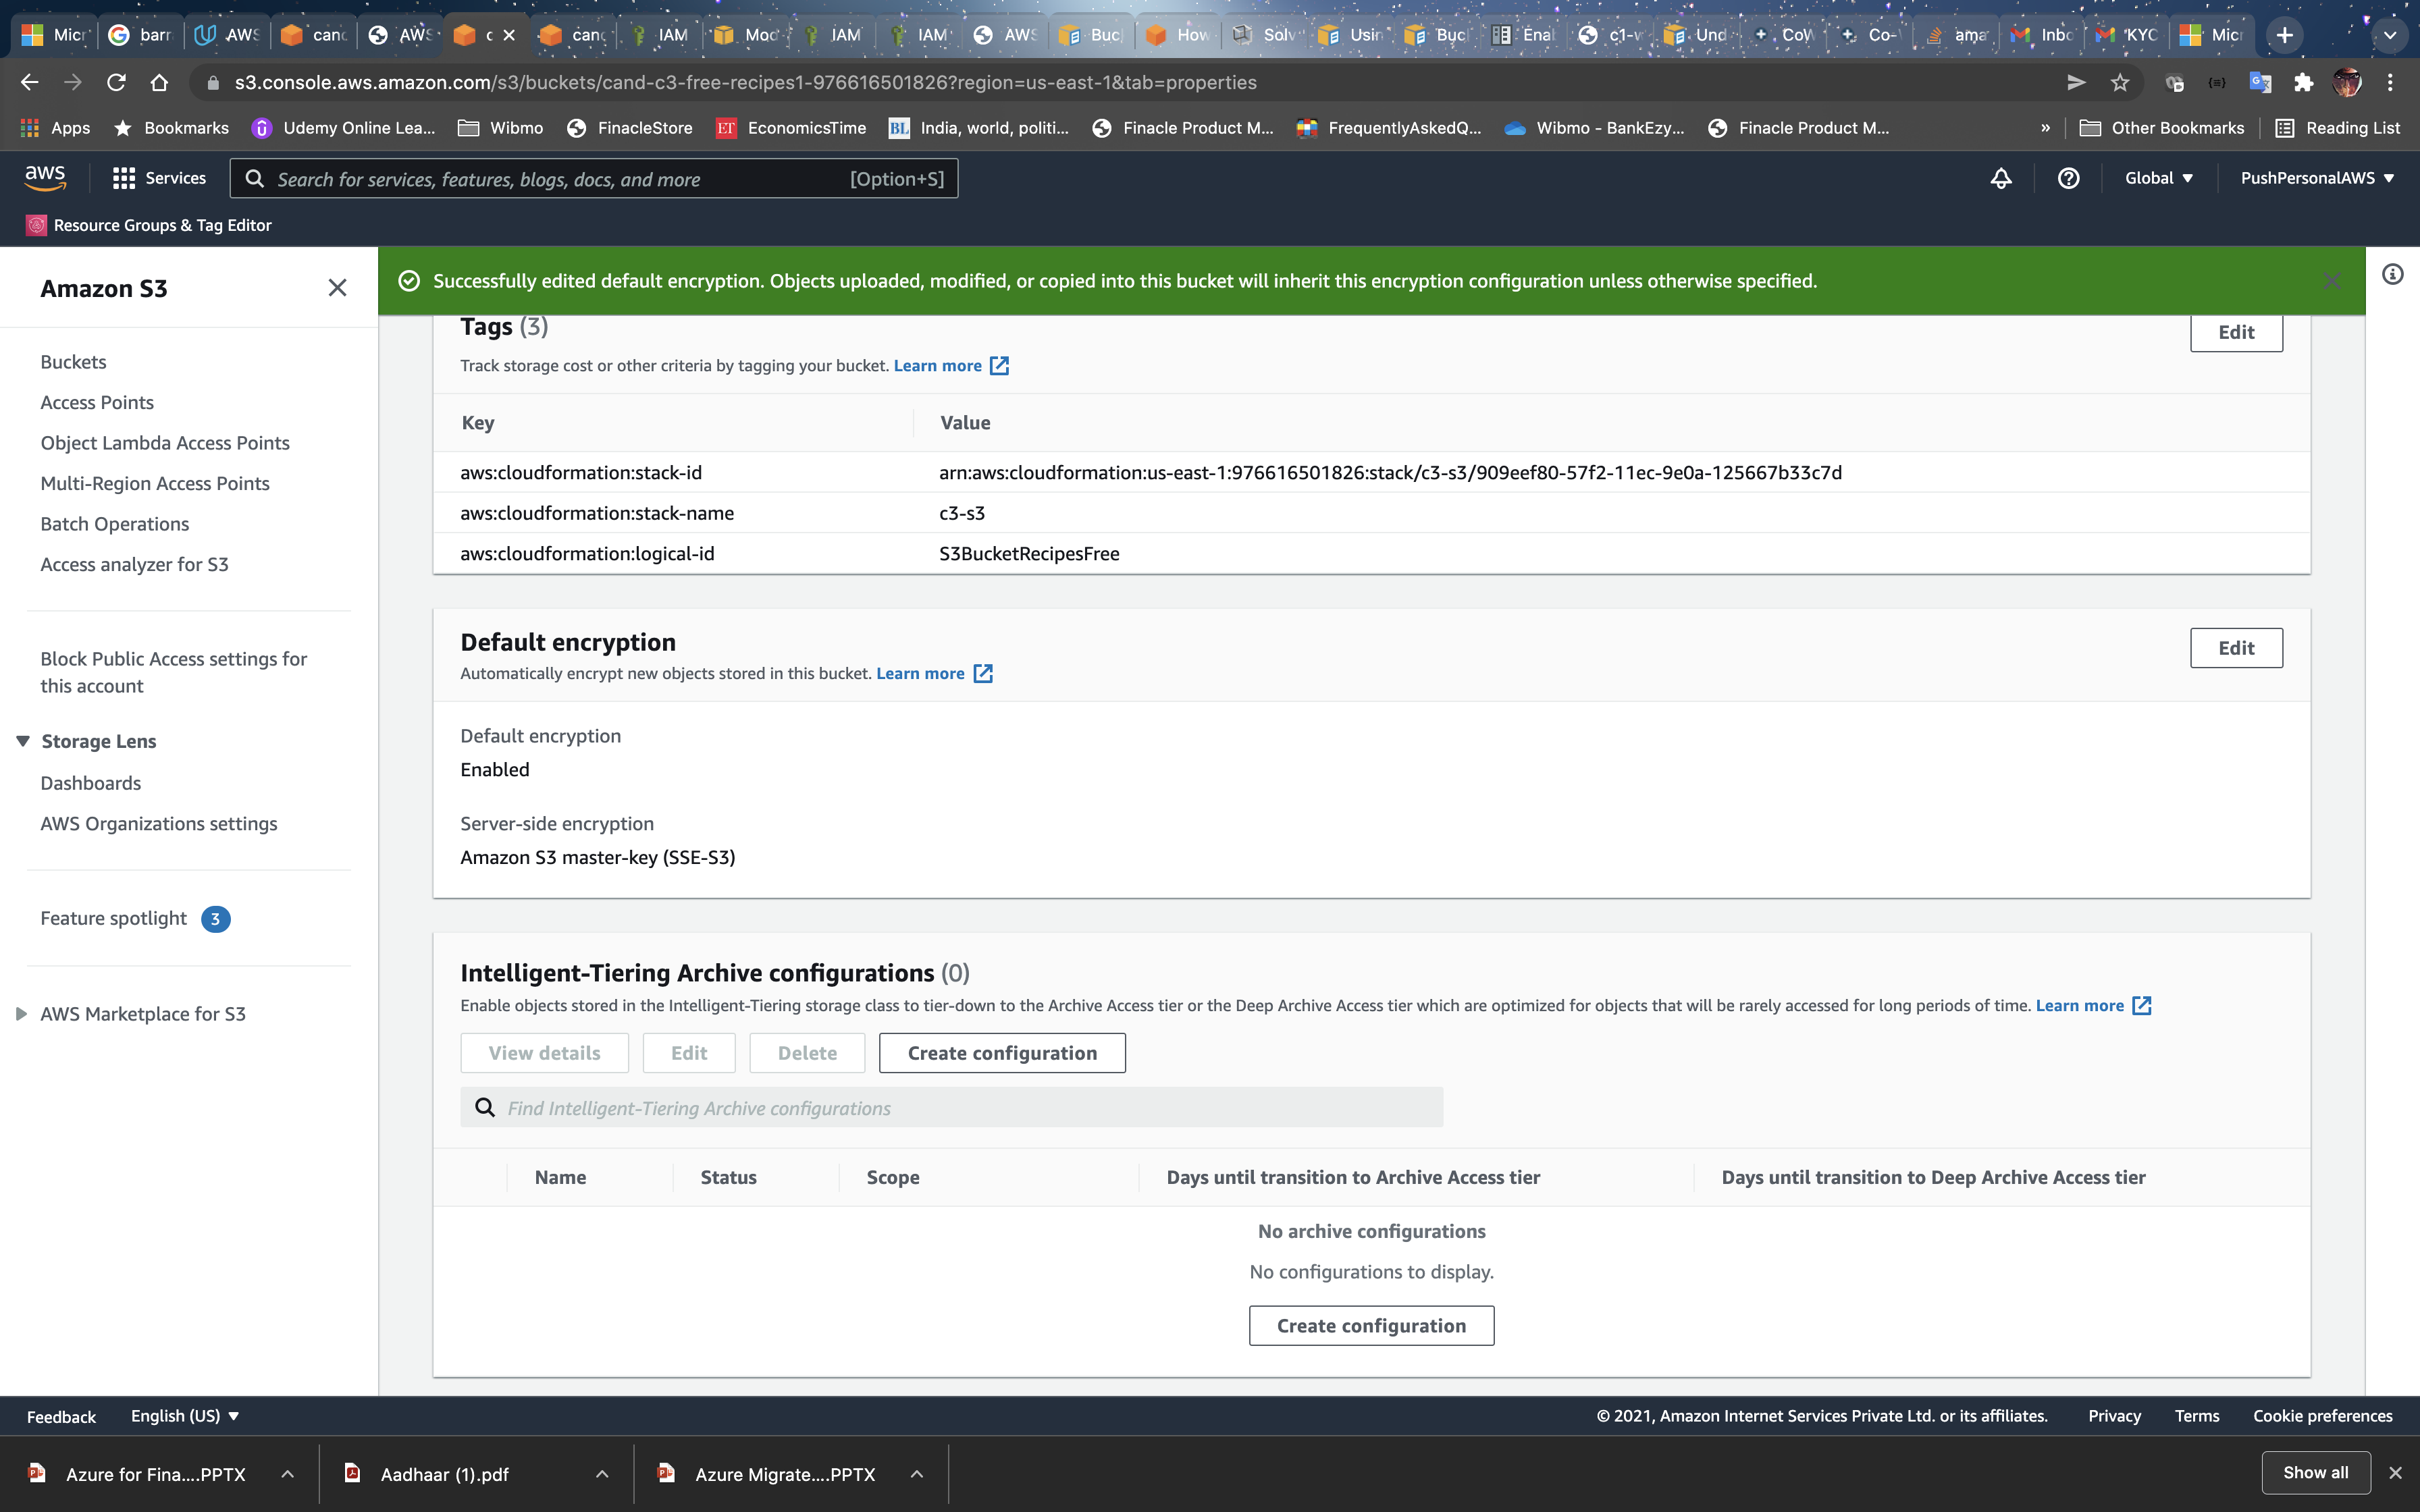 Micr
barr
AWS
cand
AWS
c
cand
IAM
Moc
IAM
IAM
AWS
Buc
How
Solv
Usin
Buc
Enal
c1-w
Und
CoW
Co-
ama
Inbo
KYC
Micr
s3.console.aws.amazon.com/s3/buckets/cand-c3-free-recipes1-976616501826?region=us-east-1&tab=properties
Apps
Bookmarks
Udemy Online Lea...
Wibmo
FinacleStore
ET
EconomicsTime
BL
India, world, politi...
Finacle Product M...
FrequentlyAskedQ...
Wibmo - BankEzy...
Finacle Product M...
»
Other Bookmarks
Reading List
aws
Services
Search for services, features, blogs, docs, and more
[Option+S]
Global
PushPersonalAWS
Resource Groups & Tag Editor
Amazon S3
Successfully edited default encryption. Objects uploaded, modified, or copied into this bucket will inherit this encryption configuration unless otherwise specified.
Buckets
Access Points
Object Lambda Access Points
Multi-Region Access Points
Batch Operations
Access analyzer for S3
Block Public Access settings for
this account
Storage Lens
Dashboards
AWS Organizations settings
Feature spotlight
3
AWS Marketplace for S3
Tags (3)
Edit
Track storage cost or other criteria by tagging your bucket. Learn more
Key
Value
aws:cloudformation:stack-id
arn:aws:cloudformation:us-east-1:976616501826:stack/c3-s3/909eef80-57f2-11ec-9e0a-125667b33c7d
aws:cloudformation:stack-name
c3-s3
aws:cloudformation:logical-id
S3BucketRecipesFree
Default encryption
Edit
Automatically encrypt new objects stored in this bucket. Learn more
Default encryption
Enabled
Server-side encryption
Amazon S3 master-key (SSE-S3)
Intelligent-Tiering Archive configurations (0)
Enable objects stored in the Intelligent-Tiering storage class to tier-down to the Archive Access tier or the Deep Archive Access tier which are optimized for objects that will be rarely accessed for long periods of time. Learn more
View details
Edit
Delete
Create configuration
Find Intelligent-Tiering Archive configurations
Name
Status
Scope
Days until transition to Archive Access tier
Days until transition to Deep Archive Access tier
No archive configurations
No configurations to display.
Create configuration
Feedback
English (US)
© 2021, Amazon Internet Services Private Ltd. or its affiliates.
Privacy
Terms
Cookie preferences
Azure for Fina....PPTX
Aadhaar (1).pdf
Azure Migrate....PPTX
Show all